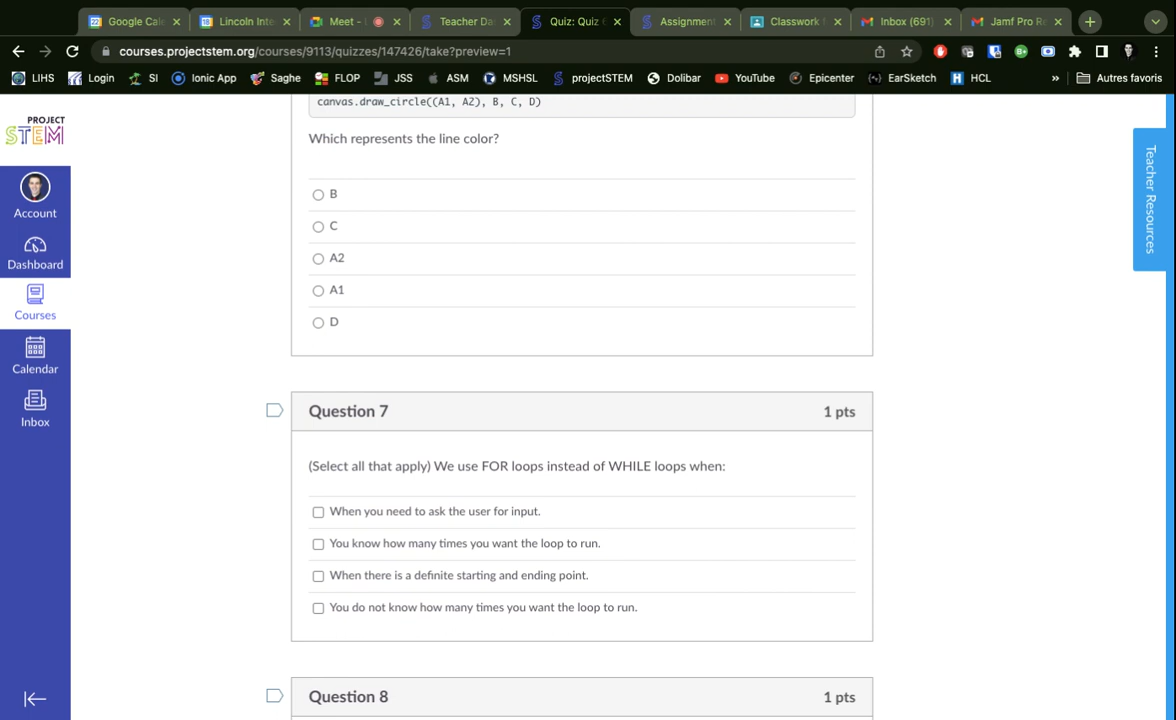 Google Cale
Lincoln Inte
Meet -
Teacher Da
Quiz: Quiz
Assignment
Classwork
Inbox (691)
Jamf Pro Re
courses.projectstem.org/courses/9113/quizzes/147426/take?preview=1
LIHS
Login
SI
Ionic App
Saghe
FLOP
JSS
ASM
MSHSL
projectSTEM
Dolibar
YouTube
Epicenter
EarSketch
HCL
»
Autres favoris
PROJECT
STEM
Account
Dashboard
Courses
Calendar
Inbox
canvas.draw_circle((A1, A2), B, C, D)
Which represents the line color?
B
C
A2
A1
D
Question 7 1 pts
(Select all that apply) We use FOR loops instead of WHILE loops when:
When you need to ask the user for input.
You know how many times you want the loop to run.
When there is a definite starting and ending point.
You do not know how many times you want the loop to run.
Question 8 1 pts
Teacher Resources